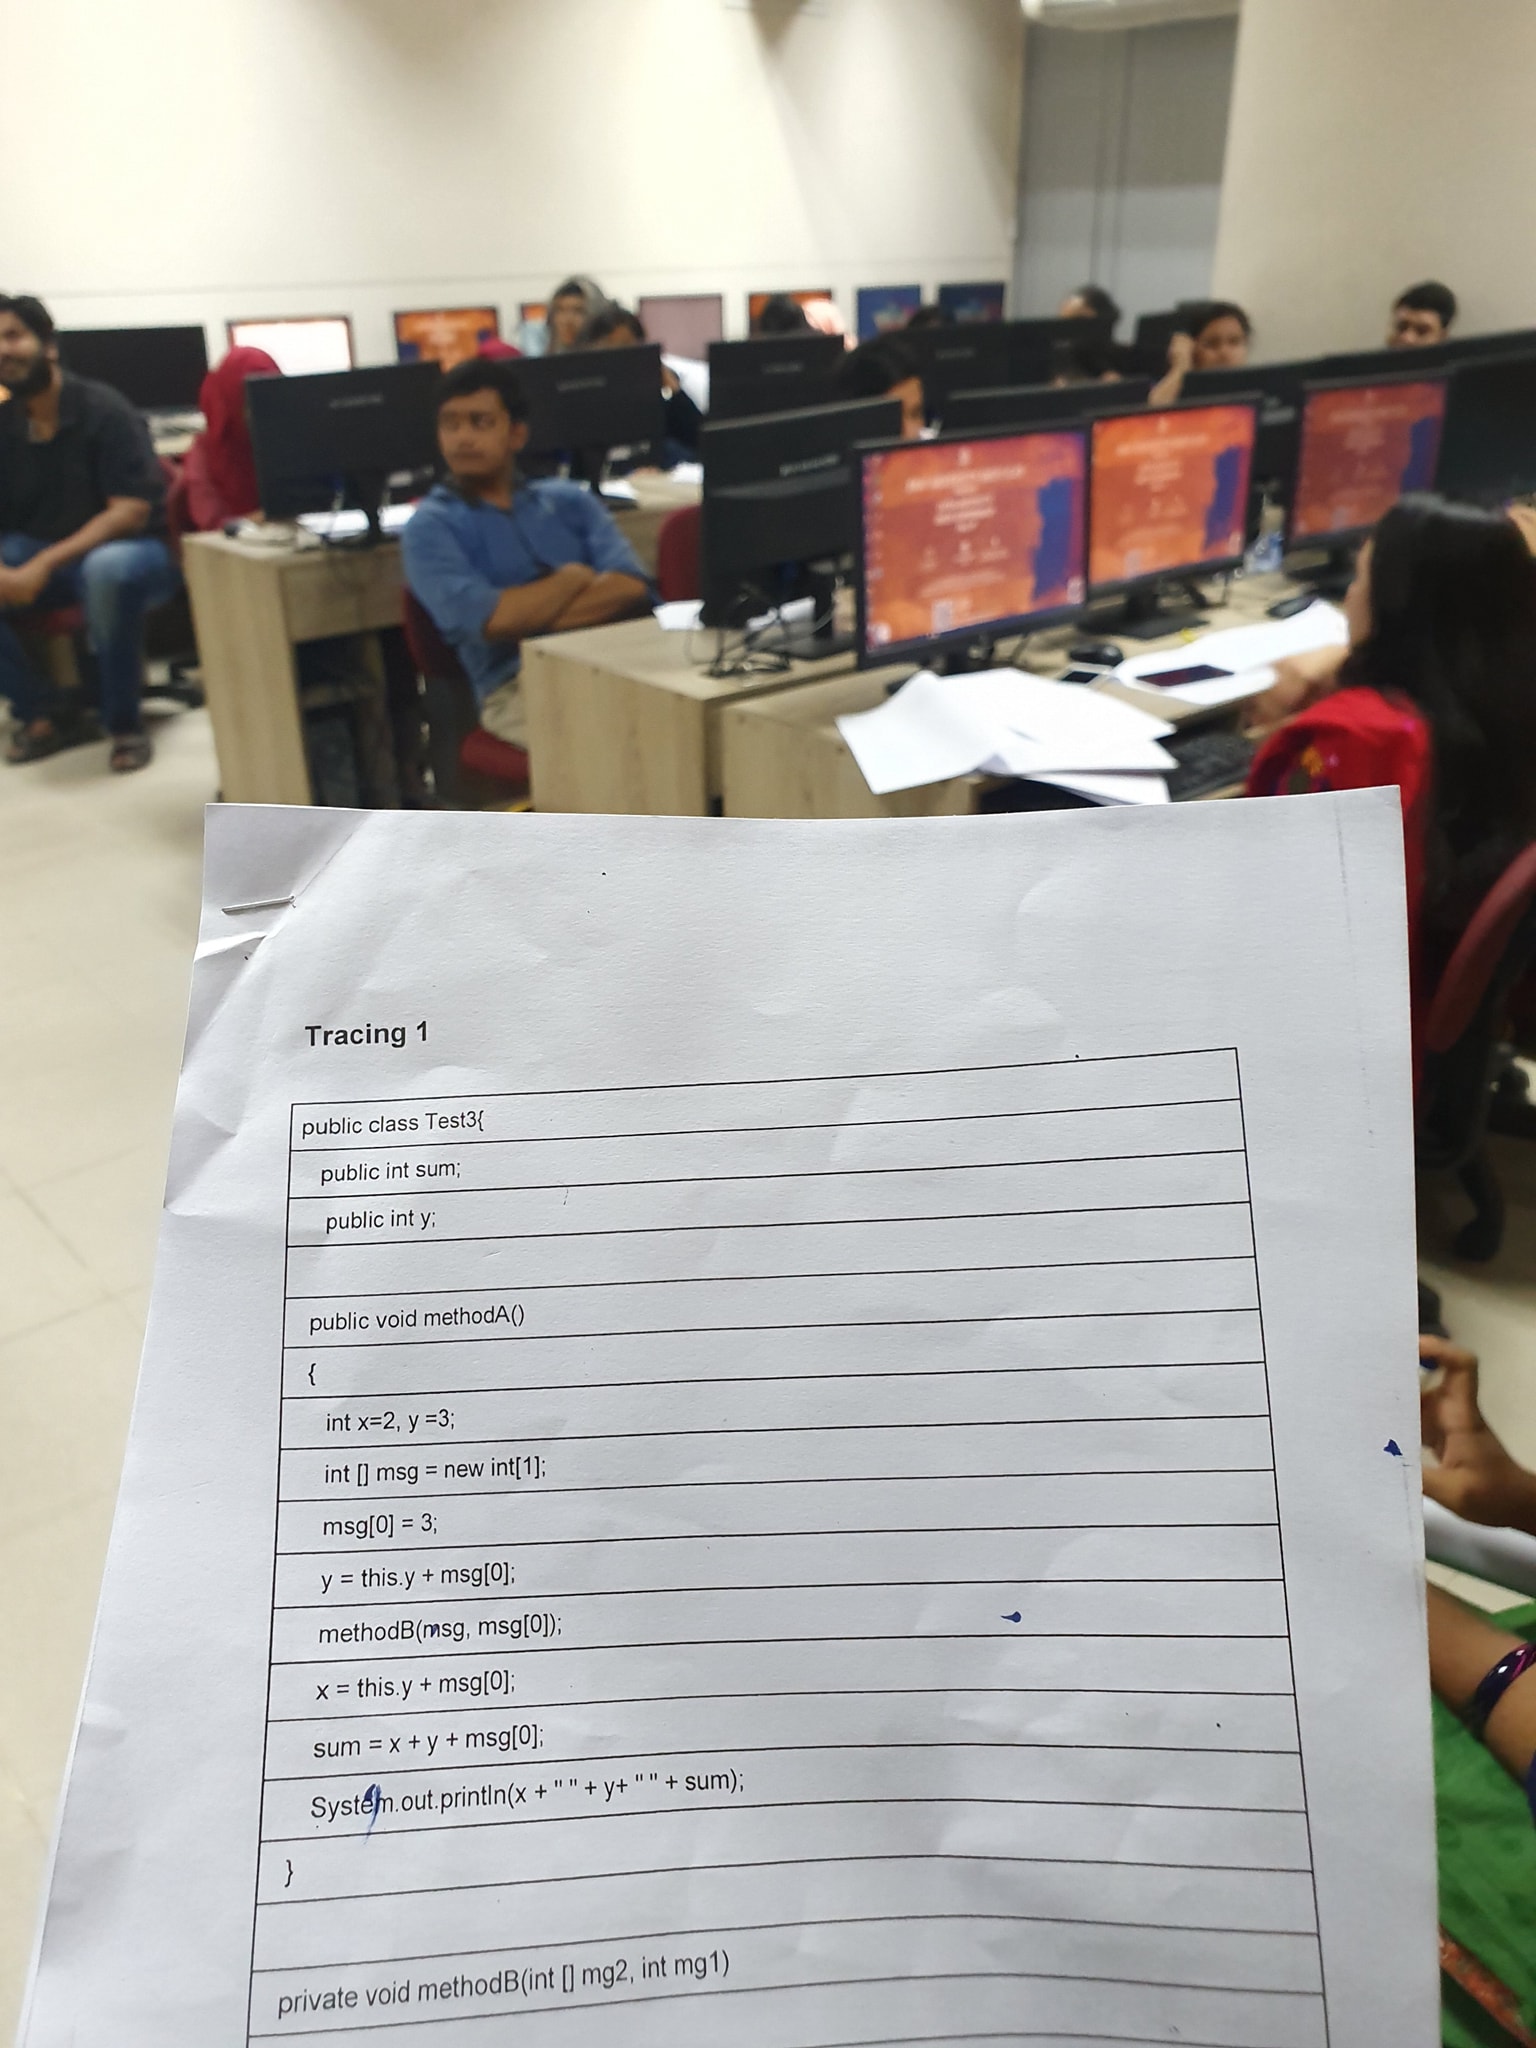 Tracing 1
public class Test3{
public int sum;
public int y;
public void methodA()
{
int x=2, y =3;
int [] msg = new int[1];
msg[0] = 3;
y = this.y + msg[0];
methodB(msg, msg[0]);
x = this.y + msg[0];
sum = x + y + msg[0];
System.out.println(x + " " + y+ " " + sum);
}
private void methodB(int [] mg2, int mg1)